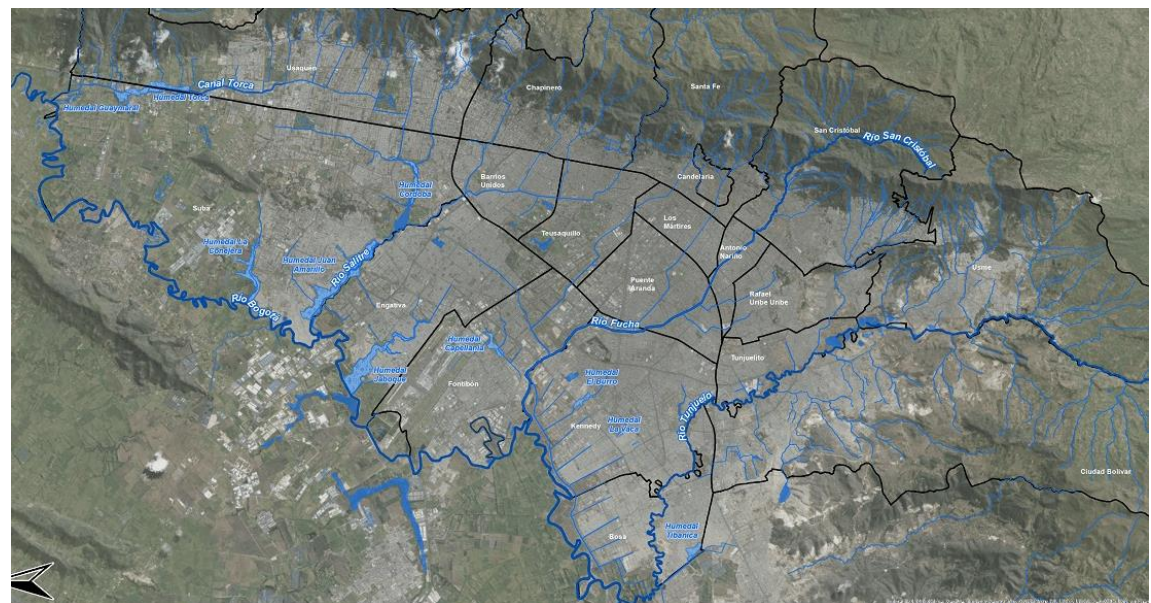 Usaquén
Canal Torca
Humedal Guaymaral
Humedal Torca
Chapinero
Santa Fe
San Cristóbal
Río San Cristóbal
Humedal
Córdoba
Barrios
Unidos
Candelaria
Suba
Los
Mártires
Teusaquillo
Antonio
Nariño
Humedal La
Conejera
Humedal Juan
Amarillo
Río Salitre
Usme
Puente
Aranda
Rafael
Uribe Uribe
Río Bogotá
Engativa
Río Fucha
Humedal
Capellanía
Tunjuelito
Humedal
Jaboque
Fontibón
Humedal
El Burro
Río Tunjuelo
Kennedy
Humedal
La Vaca
Ciudad Bolívar
Humedal
Tibanica
Bosa